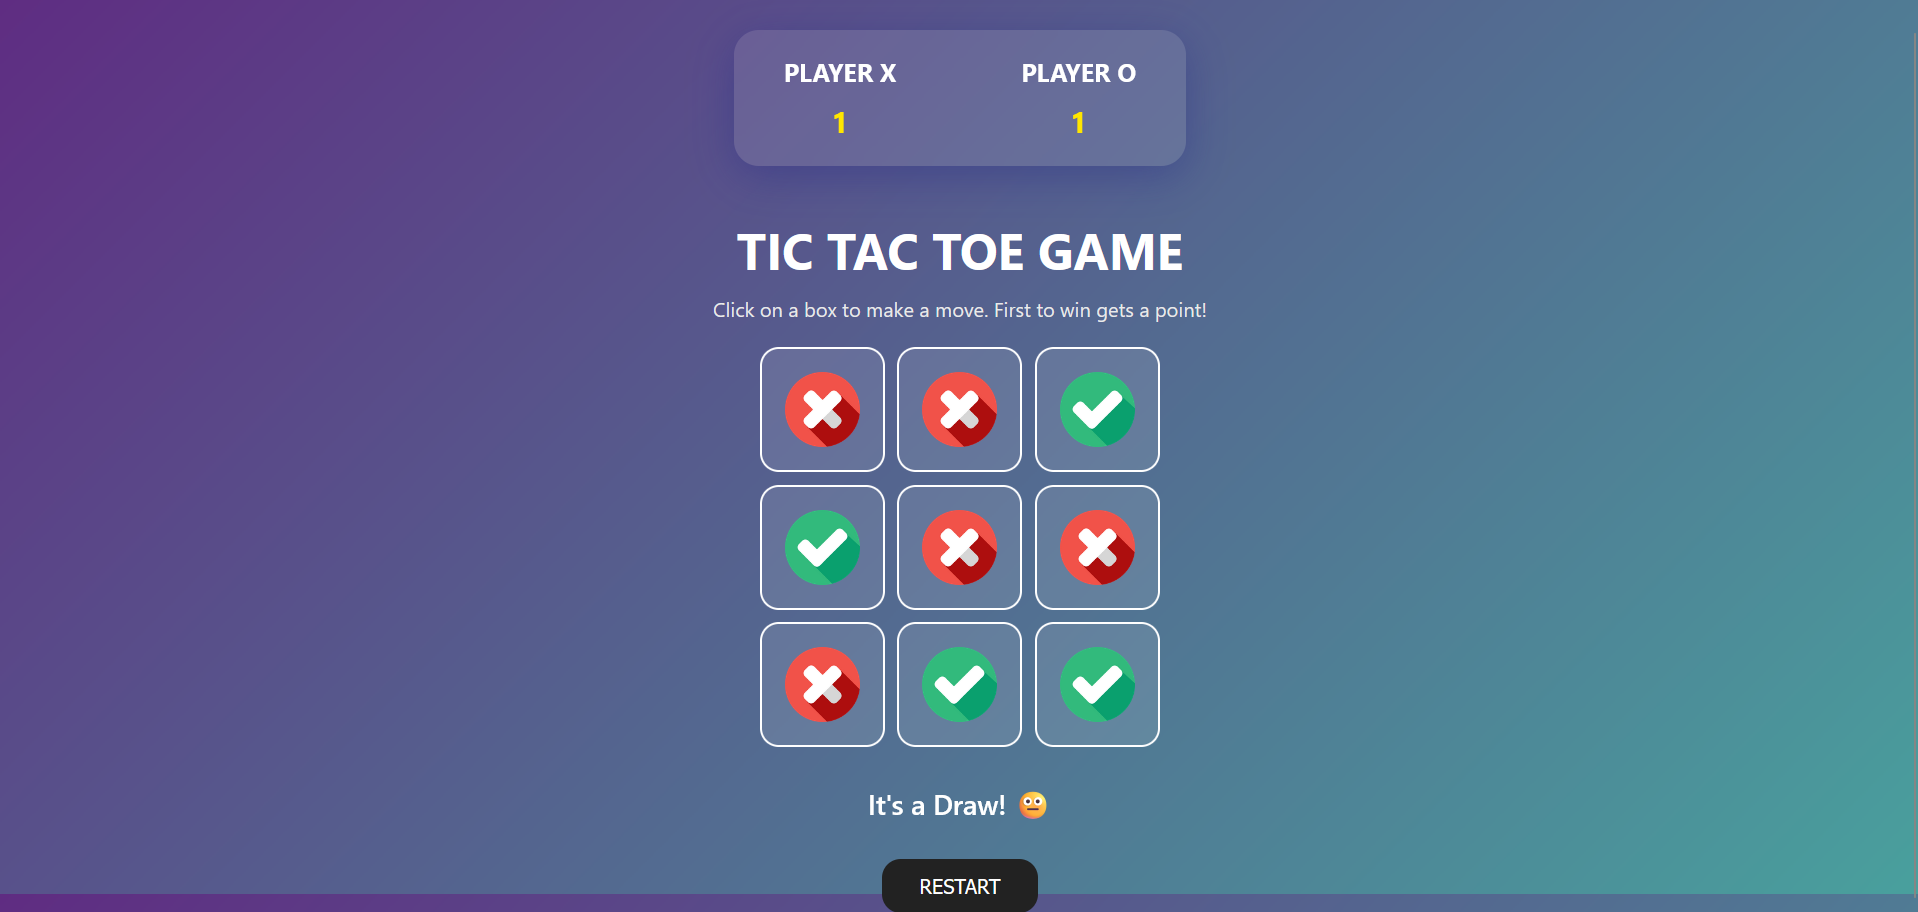 PLAYER X
PLAYER O
1
1
TIC TAC TOE GAME
Click on a box to make a move. First to win gets a point!
It's a Draw! 😳
RESTART